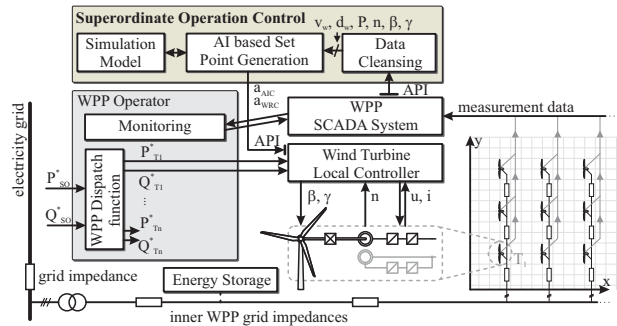 Superordinate Operation Control
v_w, d_w, P, n, β, γ
Simulation
Model
AI based Set
Point Generation
Data
Cleansing
a_AIC
a_WRC
API
WPP Operator
Monitoring
WPP
SCADA System
measurement data
electricity grid
API
P*_T1
Q*_T1
⋮
P*_Tn
Q*_Tn
Wind Turbine
Local Controller
P*_SO
Q*_SO
WPP Dispatch
function
β, γ
n
u, i
y
x
T_1
grid impedance
Energy Storage
inner WPP grid impedances